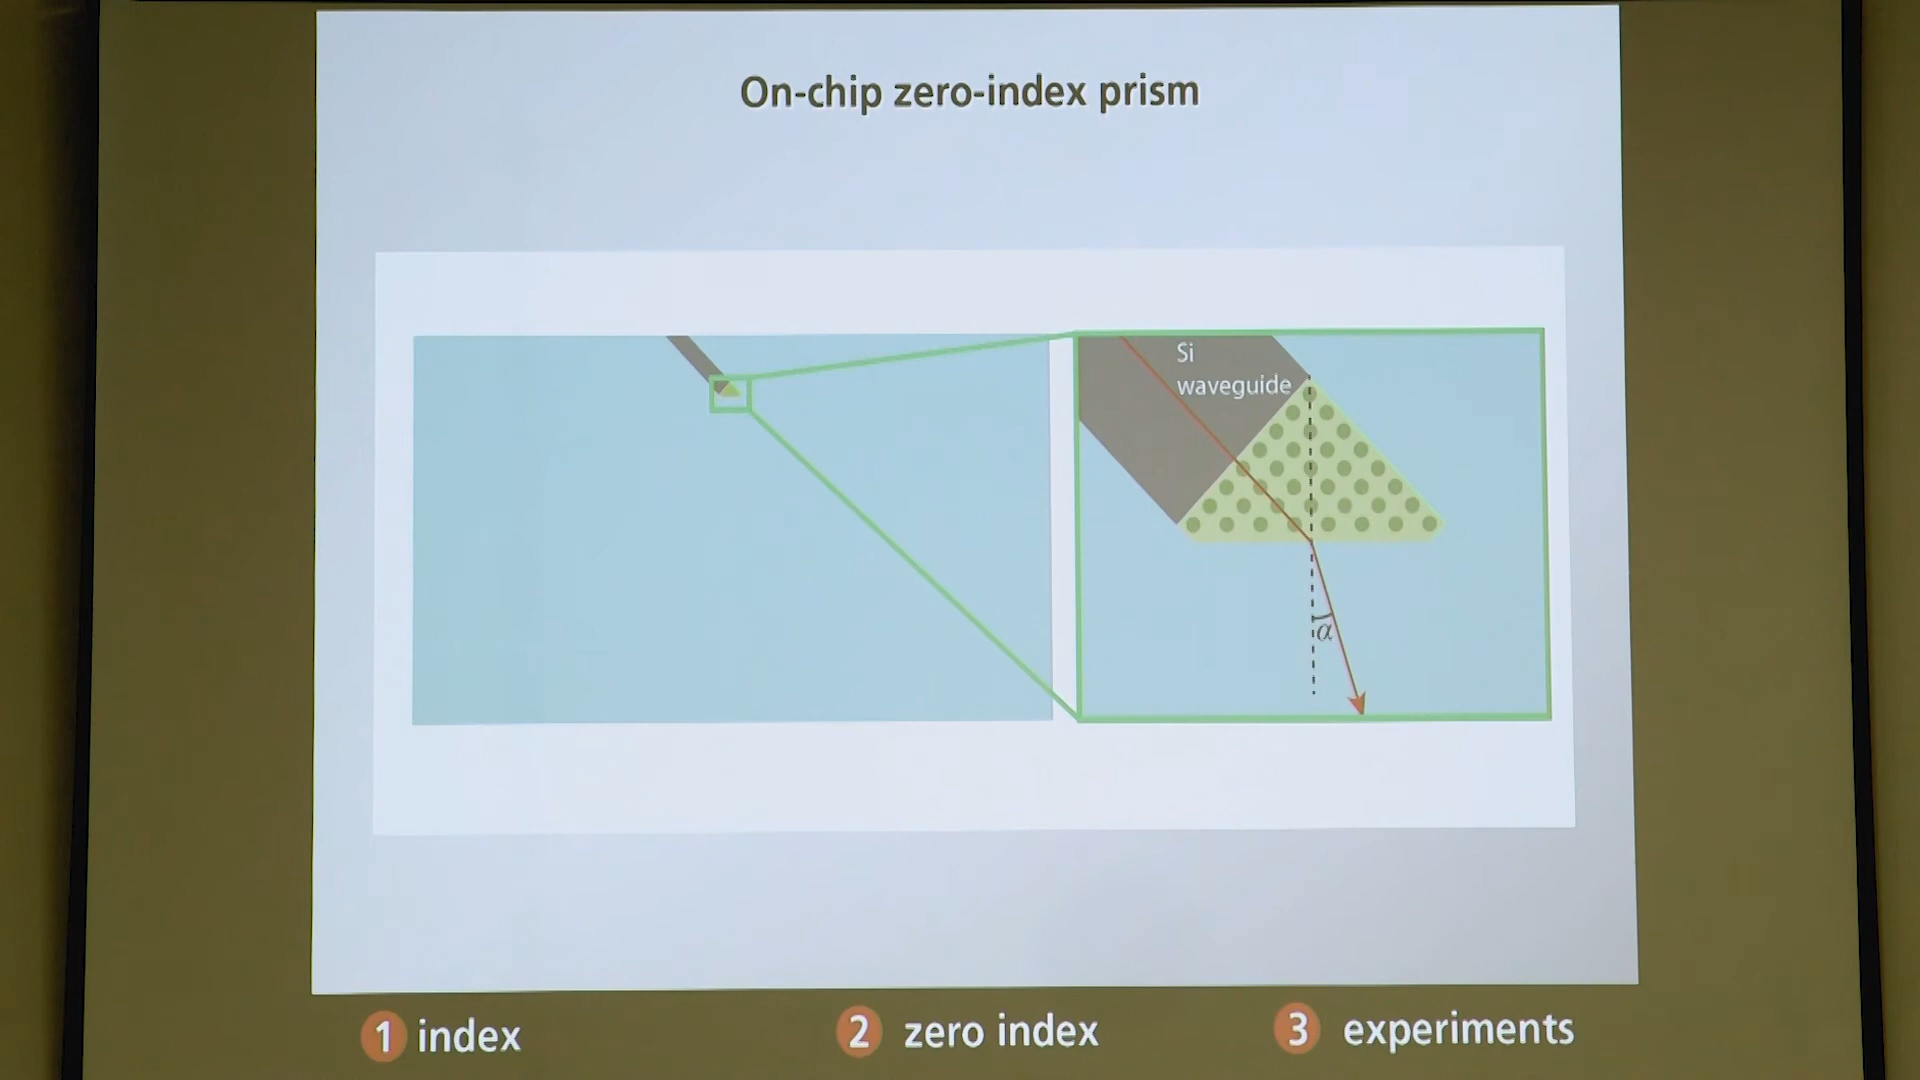 On-chip zero-index prism
Si
waveguide
α
1 index
2 zero index
3 experiments